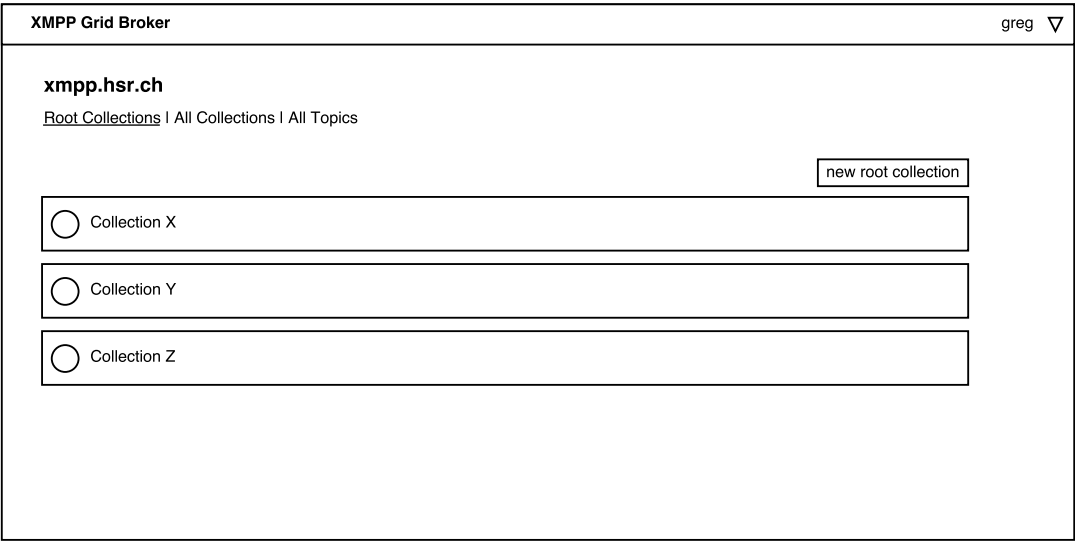 XMPP Grid Broker greg
xmpp.hsr.ch
Root Collections | All Collections | All Topics
new root collection
Collection X
Collection Y
Collection Z